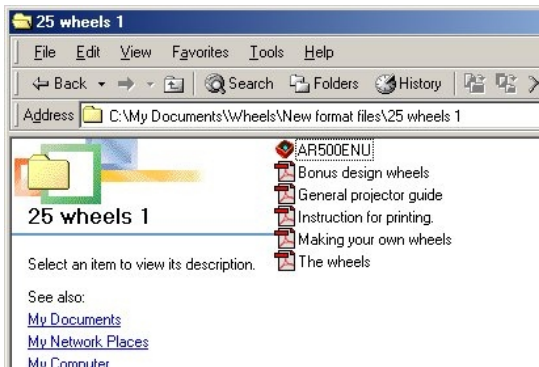 25 wheels 1
File Edit View Favorites Tools Help
Back Search Folders History
Address C:\My Documents\Wheels\New format files\25 wheels 1
AR500ENU
Bonus design wheels
General projector guide
Instruction for printing.
Making your own wheels
The wheels
25 wheels 1
Select an item to view its description.
See also:
My Documents
My Network Places
My Computer